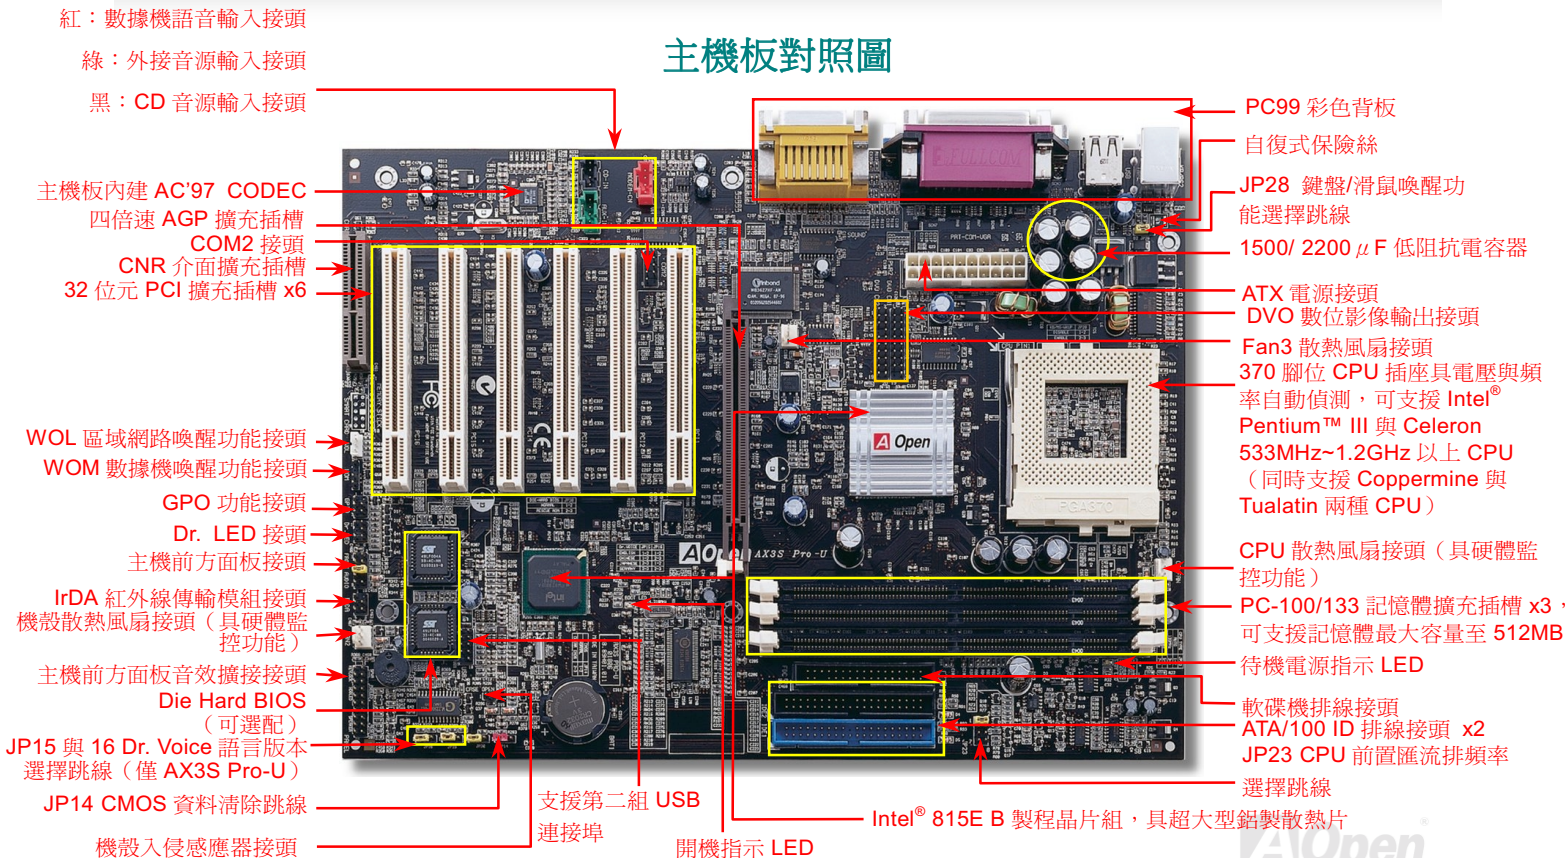 紅：數據機語音輸入接頭
綠：外接音源輸入接頭
黑：CD 音源輸入接頭
主機板對照圖
主機板內建 AC'97 CODEC
四倍速 AGP 擴充插槽
COM2 接頭
CNR 介面擴充插槽
32 位元 PCI 擴充插槽 x6
WOL 區域網路喚醒功能接頭
WOM 數據機喚醒功能接頭
GPO 功能接頭
Dr. LED 接頭
主機前方面板接頭
IrDA 紅外線傳輸模組接頭
機殼散熱風扇接頭（具硬體監
控功能）
主機前方面板音效擴接接頭
Die Hard BIOS
（可選配）
JP15 與 16 Dr. Voice 語言版本
選擇跳線（僅 AX3S Pro-U）
JP14 CMOS 資料清除跳線
機殼入侵感應器接頭
支援第二組 USB
連接埠
開機指示 LED
Intel® 815E B 製程晶片組，具超大型鋁製散熱片
PC99 彩色背板
自復式保險絲
JP28 鍵盤/滑鼠喚醒功
能選擇跳線
1500/ 2200 μF 低阻抗電容器
ATX 電源接頭
DVO 數位影像輸出接頭
Fan3 散熱風扇接頭
370 腳位 CPU 插座具電壓與頻
率自動偵測，可支援 Intel®
Pentium™ III 與 Celeron
533MHz~1.2GHz 以上 CPU
（同時支援 Coppermine 與
Tualatin 兩種 CPU）
CPU 散熱風扇接頭（具硬體監
控功能）
PC-100/133 記憶體擴充插槽 x3，
可支援記憶體最大容量至 512MB
待機電源指示 LED
軟碟機排線接頭
ATA/100 ID 排線接頭 x2
JP23 CPU 前置匯流排頻率
選擇跳線
AOpen
AOpen
AX3S Pro-U
PGA370
Winbond
intel
FC
CE
PRT-COM-VGA
CPU PIN1
SST
AOpen®